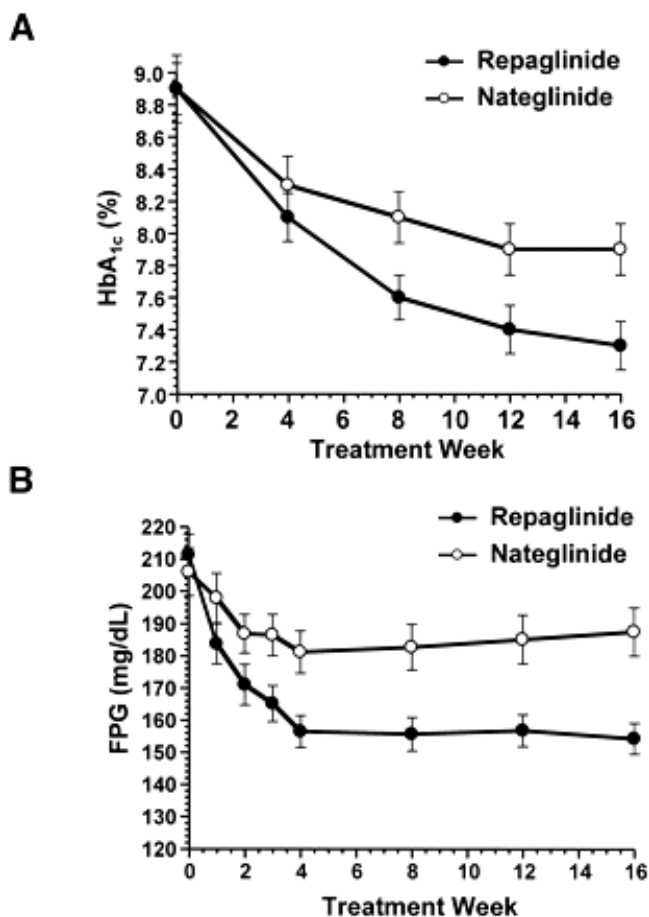 A
Repaglinide
Nateglinide
9.0
8.8
8.6
8.4
8.2
8.0
7.8
7.6
7.4
7.2
7.0
HbA1c (%)
0 2 4 6 8 10 12 14 16
Treatment Week
B
Repaglinide
Nateglinide
220
210
200
190
180
170
160
150
140
130
120
FPG (mg/dL)
0 2 4 6 8 10 12 14 16
Treatment Week